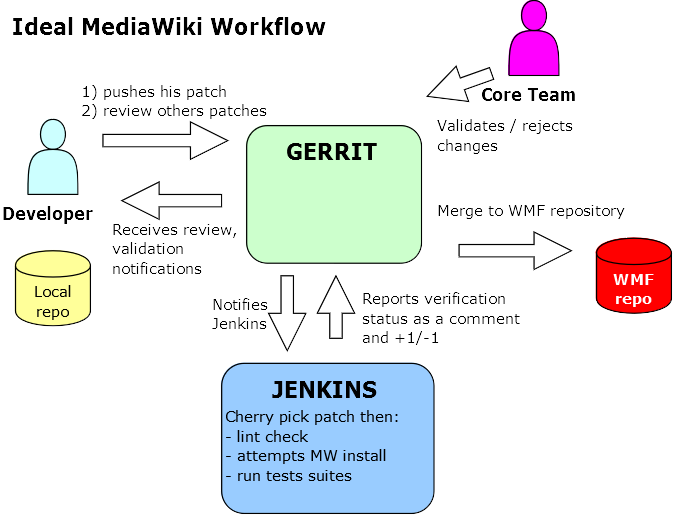 Ideal MediaWiki Workflow
1) pushes his patch
2) review others patches
Core Team
Validates / rejects
changes
GERRIT
Developer
Receives review,
validation
notifications
Merge to WMF repository
Local
repo
WMF
repo
Notifies
Jenkins
Reports verification
status as a comment
and +1/-1
JENKINS
Cherry pick patch then:
- lint check
- attempts MW install
- run tests suites